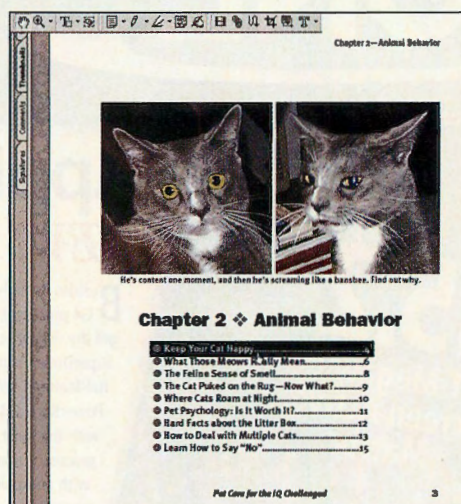 Chapter 2—Animal Behavior
Thumbnails
Comments
Signatures
He's content one moment, and then he's screaming like a banshee. Find out why.
Chapter 2 ❖ Animal Behavior
Keep Your Cat Happy
What Those Meows Really Mean..................6
The Feline Sense of Smell..................8
The Cat Puked on the Rug—Now What?..................9
Where Cats Roam at Night..................10
Pet Psychology: Is It Worth It?..................11
Hard Facts about the Litter Box..................12
How to Deal with Multiple Cats..................13
Learn How to Say "No"..................15
Pet Care for the IQ Challenged 3